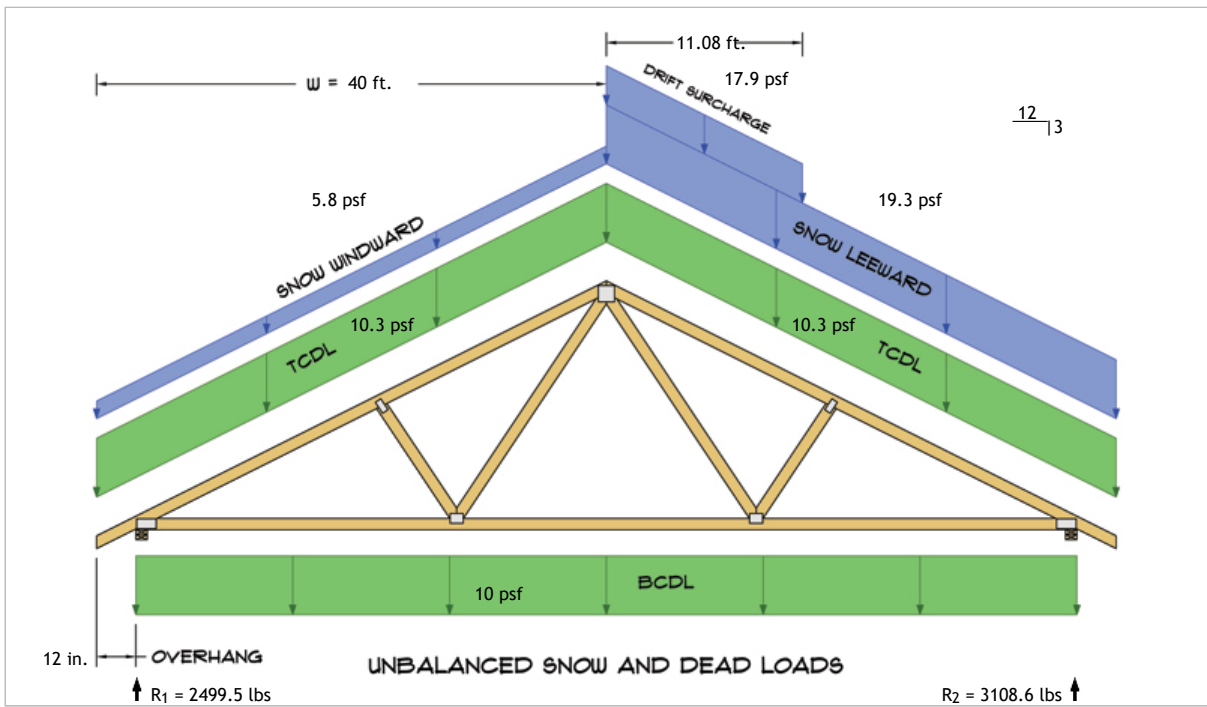 11.08 ft.
W = 40 ft.
DRIFT SURCHARGE
17.9 psf
12
3
5.8 psf
19.3 psf
SNOW WINDWARD
SNOW LEEWARD
10.3 psf
10.3 psf
TCDL
TCDL
10 psf
BCDL
12 in.
OVERHANG
UNBALANCED SNOW AND DEAD LOADS
R1 = 2499.5 lbs
R2 = 3108.6 lbs